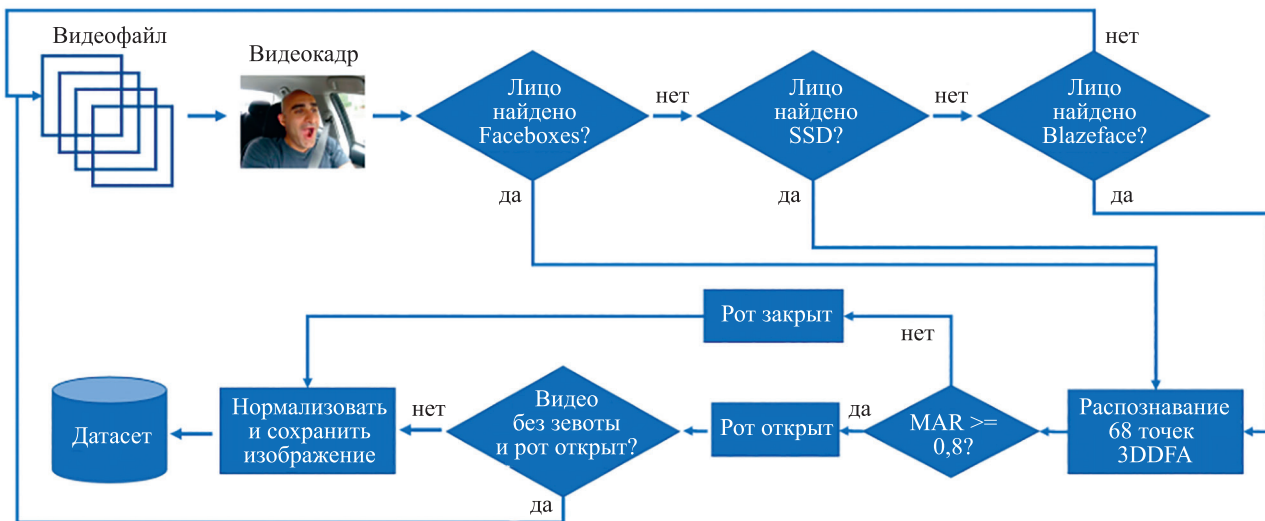 Видеофайл
Видеокадр
Лицо
найдено
Faceboxes?
нет
Лицо
найдено
SSD?
нет
Лицо
найдено
Blazeface?
нет
да
да
да
Рот закрыт
нет
Датасет
Нормализовать
и сохранить
изображение
нет
Видео
без зевоты
и рот открыт?
да
Рот открыт
да
MAR >=
0,8?
Распознавание
68 точек
3DDFA